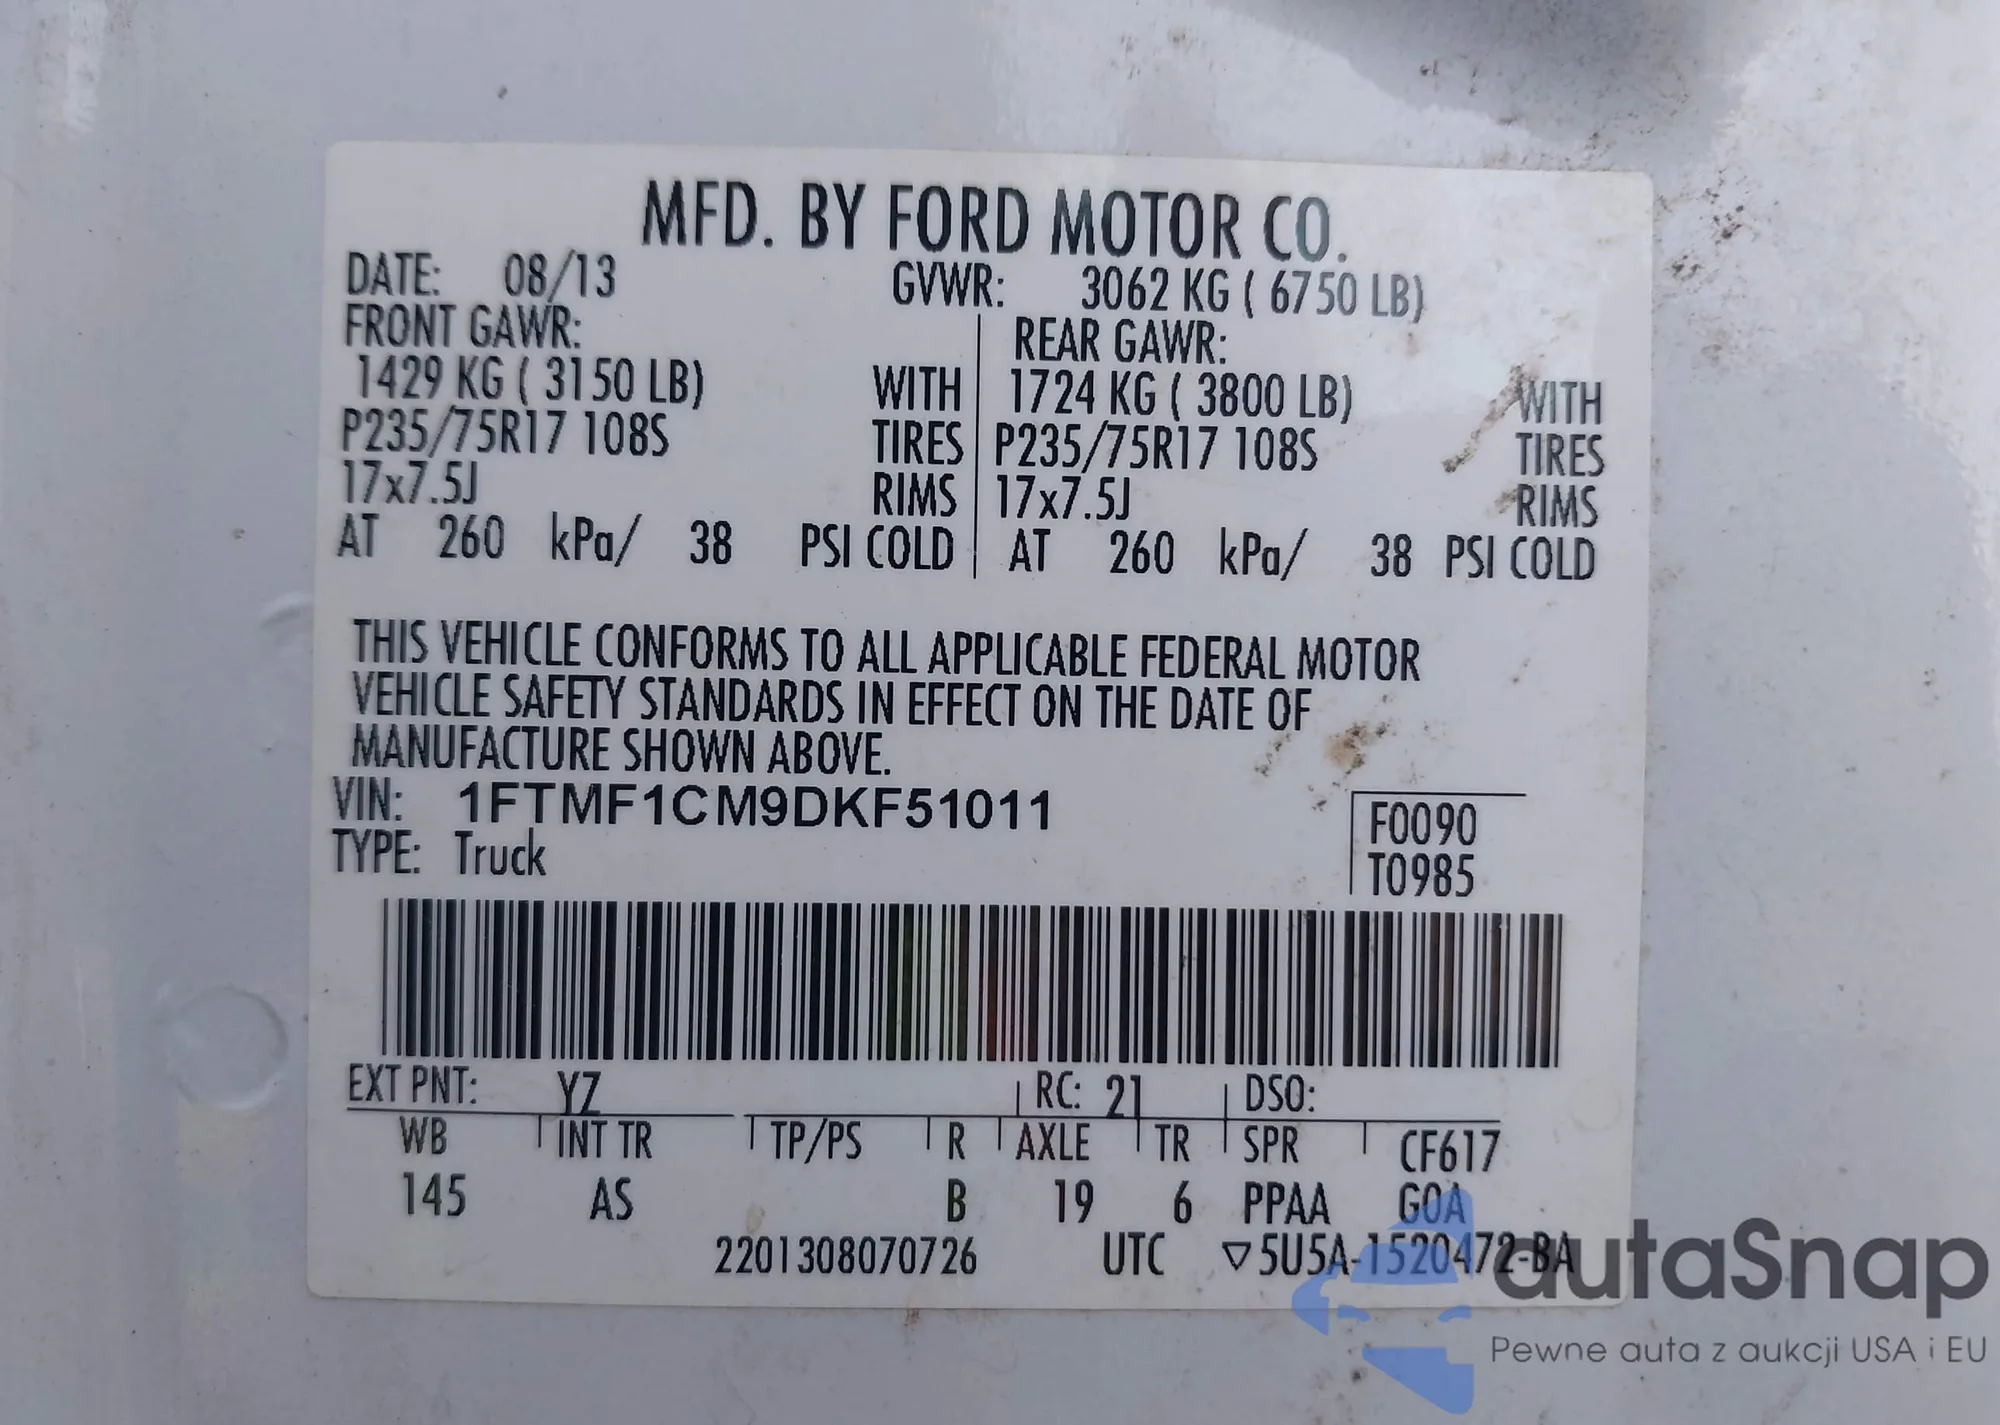 MFD. BY FORD MOTOR CO.
DATE: 08/13 GVWR: 3062 KG ( 6750 LB)
FRONT GAWR: REAR GAWR:
1429 KG ( 3150 LB) WITH 1724 KG ( 3800 LB) WITH
P235/75R17 108S TIRES P235/75R17 108S TIRES
17x7.5J RIMS 17x7.5J RIMS
AT 260 kPa/ 38 PSI COLD AT 260 kPa/ 38 PSI COLD
THIS VEHICLE CONFORMS TO ALL APPLICABLE FEDERAL MOTOR
VEHICLE SAFETY STANDARDS IN EFFECT ON THE DATE OF
MANUFACTURE SHOWN ABOVE.
VIN: 1FTMF1CM9DKF51011
F0090
TYPE: Truck
T0985
EXT PNT: YZ RC: 21 DSO:
WB INT TR TP/PS R AXLE TR SPR CF617
145 AS B 19 6 PPAA GOA
2201308070726 UTC ▽5U5A-1520472-BA
autaSnap
Pewne auta z aukcji USA i EU